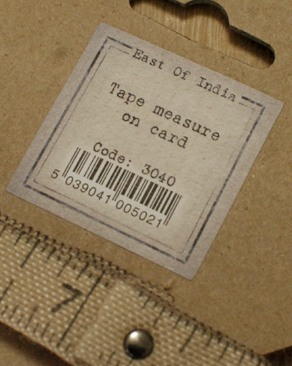 East Of India
Tape measure
on card
Code: 3040
5 039041 005021
7